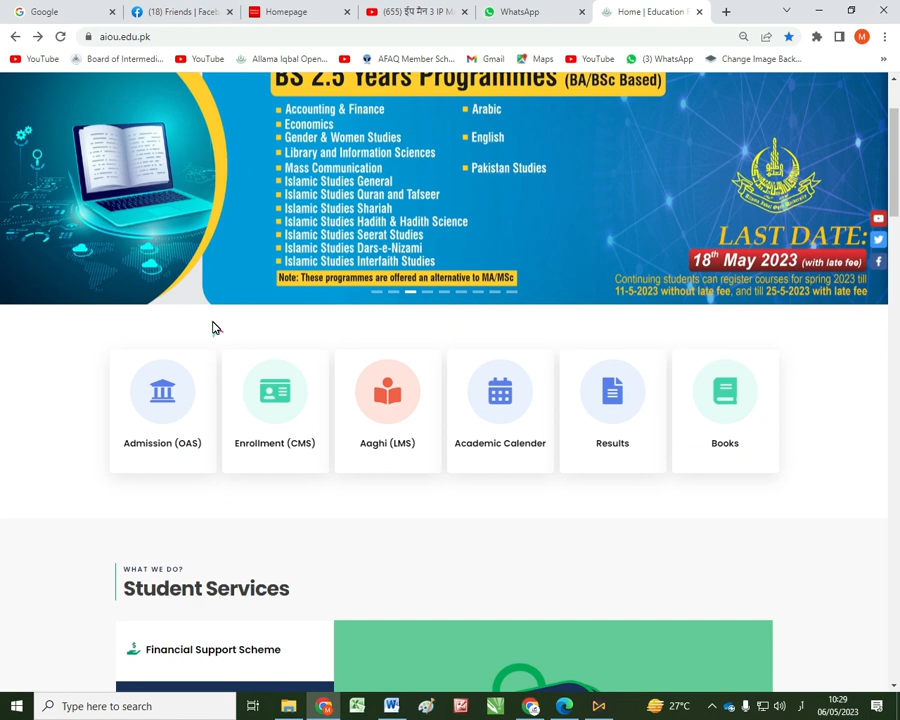 Google
(18) Friends | Faceb
Homepage
WhatsApp
Home | Education P
aiou.edu.pk
M
YouTube
Board of Intermedi...
YouTube
Allama Iqbal Open...
AFAQ Member Sch...
Gmail
Maps
YouTube
(3) WhatsApp
Change Image Back...
»
BS 2.5 Years Programmes (BA/BSc Based)
Accounting & Finance
Economics
Gender & Women Studies
Library and Information Sciences
Mass Communication
Islamic Studies General
Islamic Studies Quran and Tafseer
Islamic Studies Shariah
Islamic Studies Hadith & Hadith Science
Islamic Studies Seerat Studies
Islamic Studies Dars-e-Nizami
Islamic Studies Interfaith Studies
Arabic
English
Pakistan Studies
Note: These programmes are offered an alternative to MA/MSc
LAST DATE:
18th May 2023 (with late fee)
Continuing students can register courses for spring 2023 till
11-5-2023 without late fee, and till 25-5-2023 with late fee
Admission (OAS)
Enrollment (CMS)
Aaghi (LMS)
Academic Calender
Results
Books
WHAT WE DO?
Student Services
Financial Support Scheme
Type here to search
27°C
10:29
06/05/2023